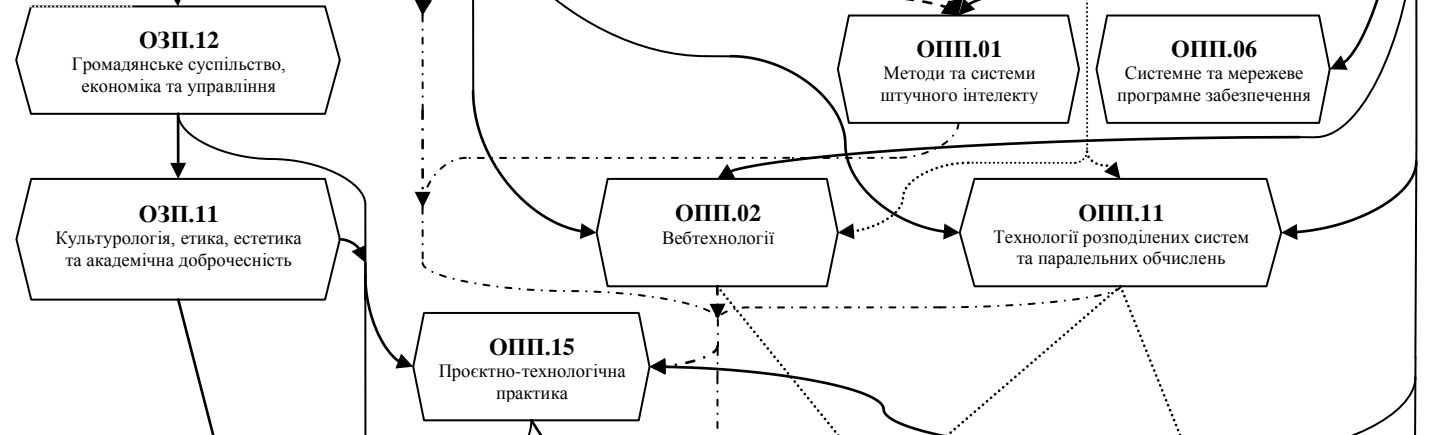 ОЗП.12
Громадянське суспільство,
економіка та управління
ОПП.01
Методи та системи
штучного інтелекту
ОПП.06
Системне та мережеве
програмне забезпечення
ОЗП.11
Культурологія, етика, естетика
та академічна доброчесність
ОПП.02
Вебтехнології
ОПП.11
Технології розподілених систем
та паралельних обчислень
ОПП.15
Проєктно-технологічна
практика